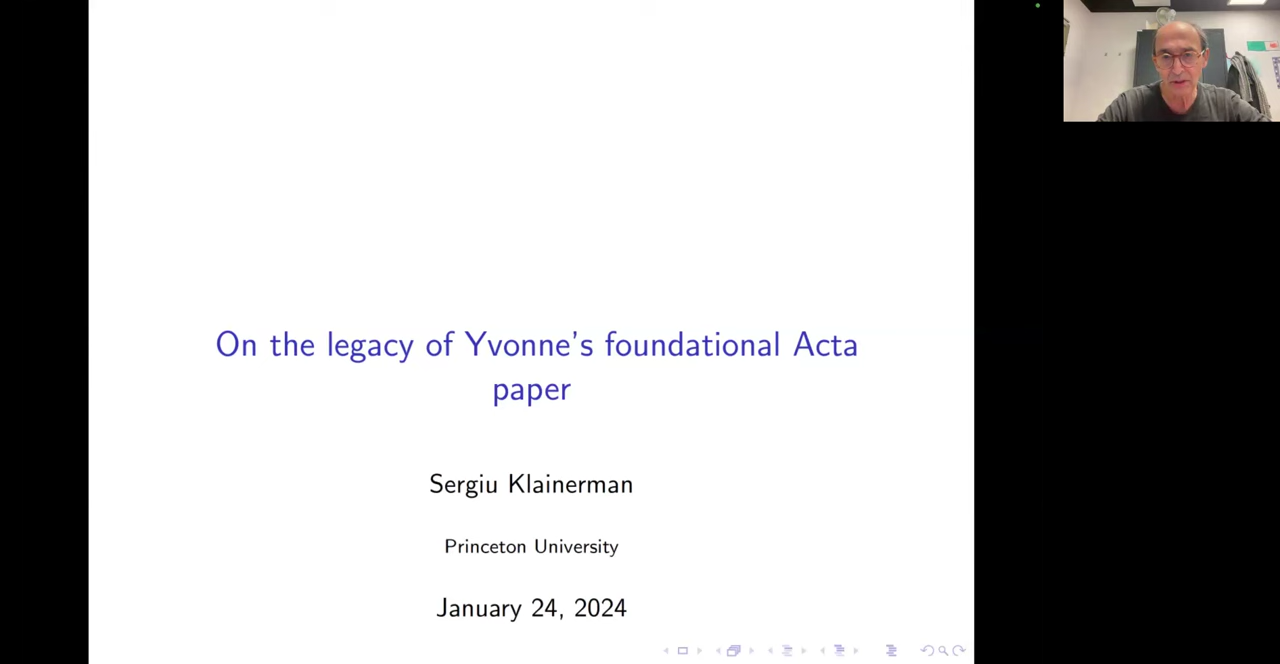 On the legacy of Yvonne's foundational Acta
paper
Sergiu Klainerman
Princeton University
January 24, 2024